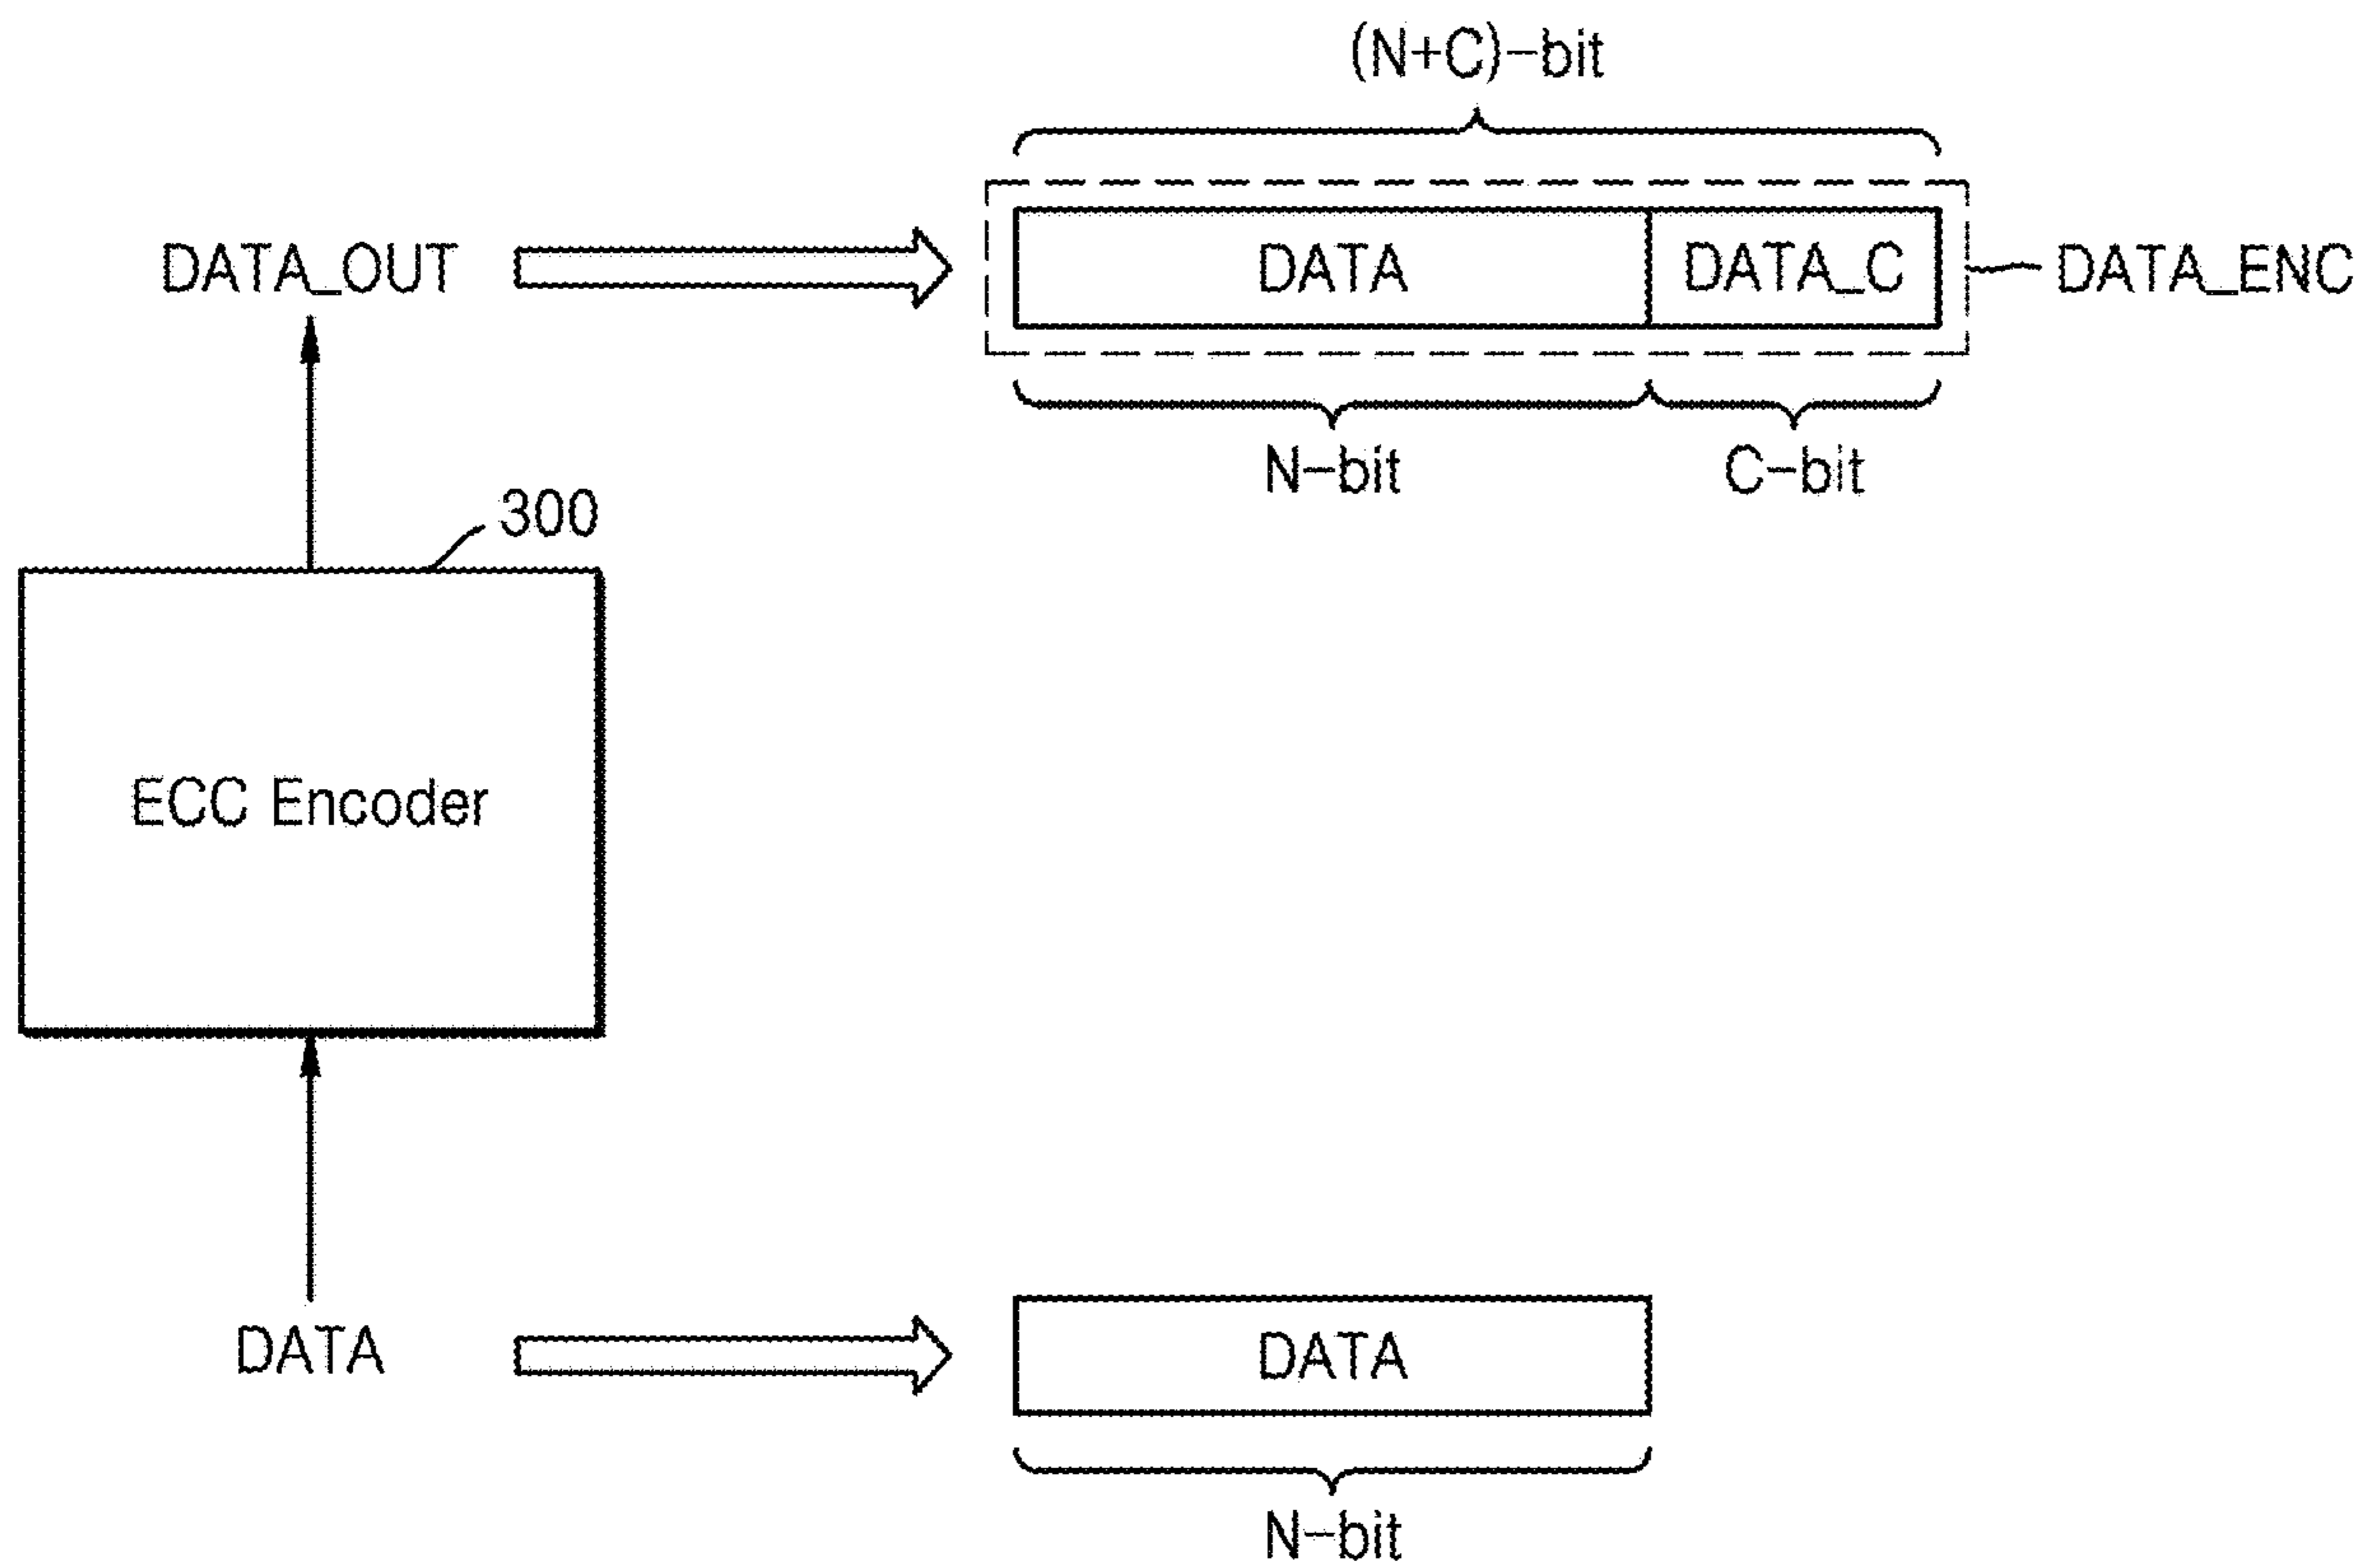 (N+C)-bit
DATA_OUT
DATA
DATA_C
DATA_ENC
N-bit
C-bit
300
ECC Encoder
DATA
DATA
N-bit